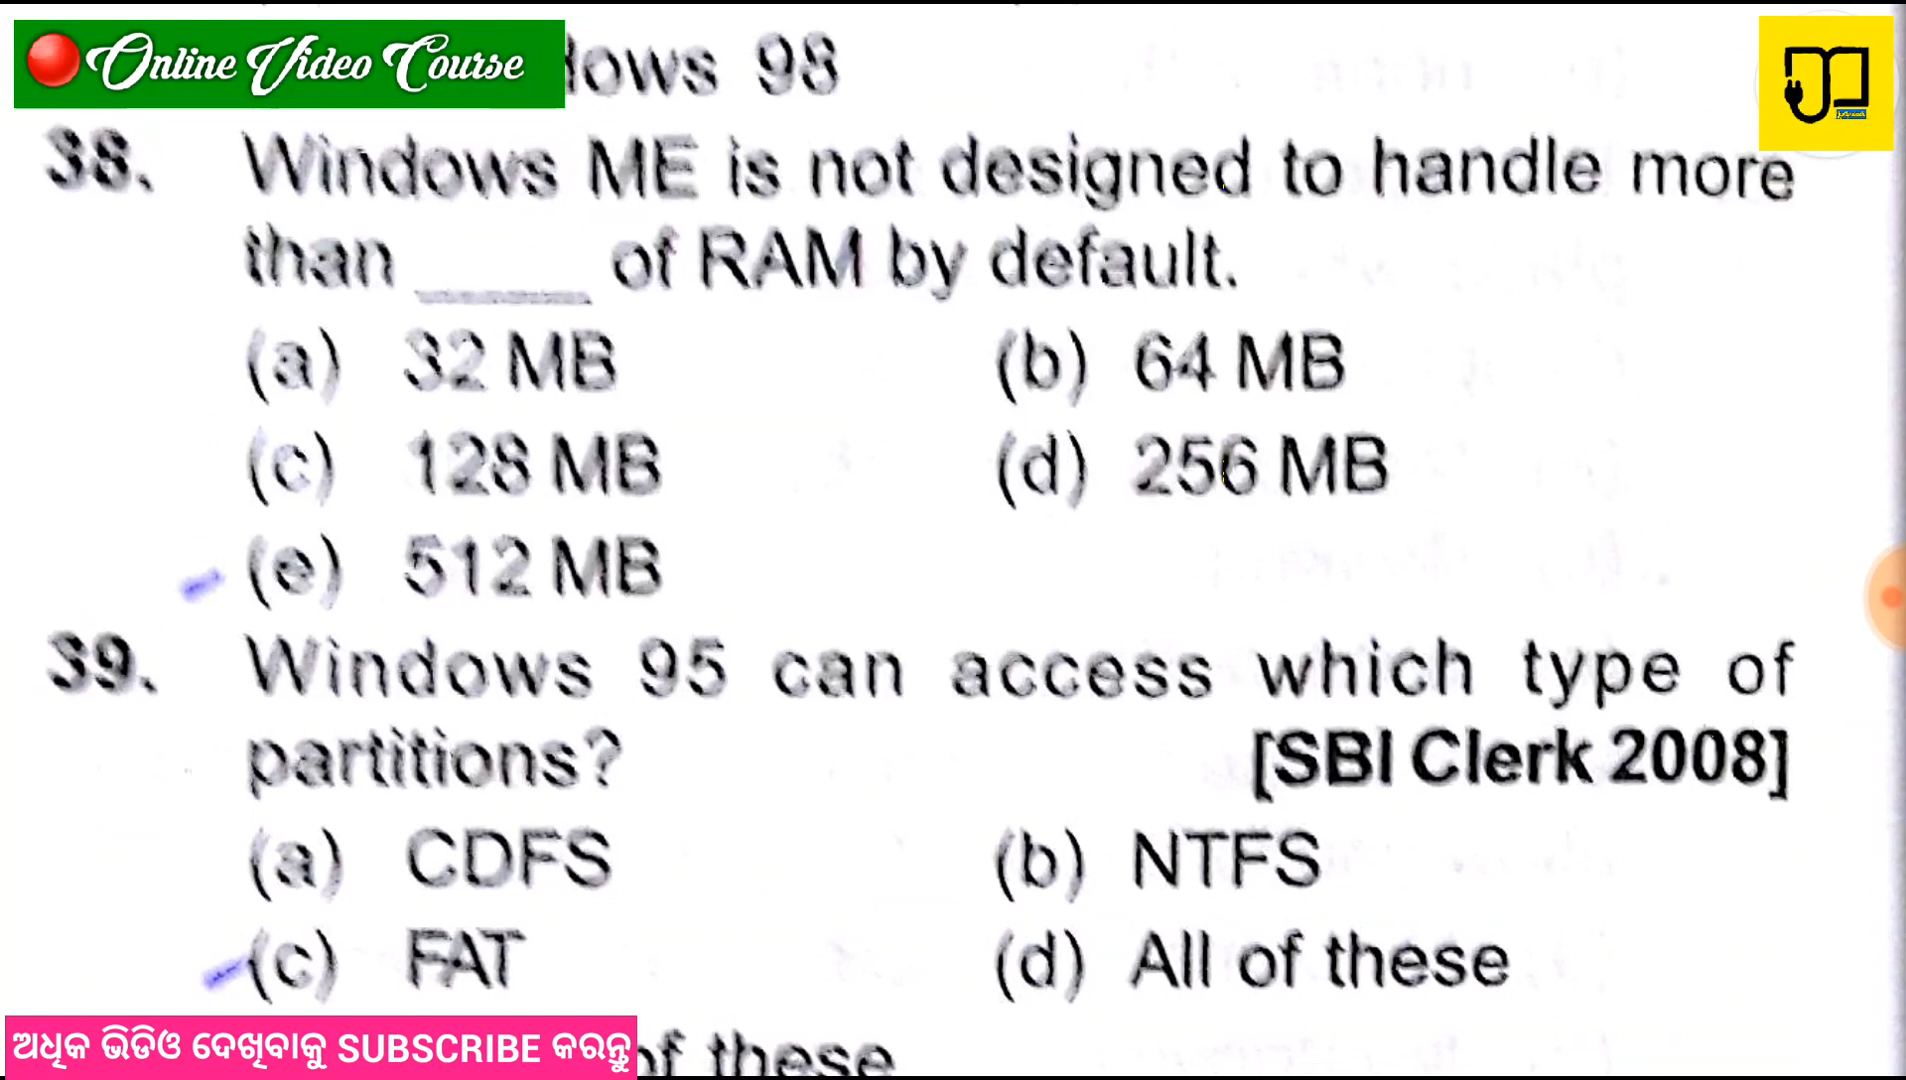 Online Video Course
dows 98
38. Windows ME is not designed to handle more
than ______ of RAM by default.
(a) 32 MB (b) 64 MB
(c) 128 MB (d) 256 MB
(e) 512 MB
39. Windows 95 can access which type of
partitions? [SBI Clerk 2008]
(a) CDFS (b) NTFS
(c) FAT (d) All of these
of these
ଅଧିକ ଭିଡିଓ ଦେଖିବାକୁ SUBSCRIBE କରନ୍ତୁ